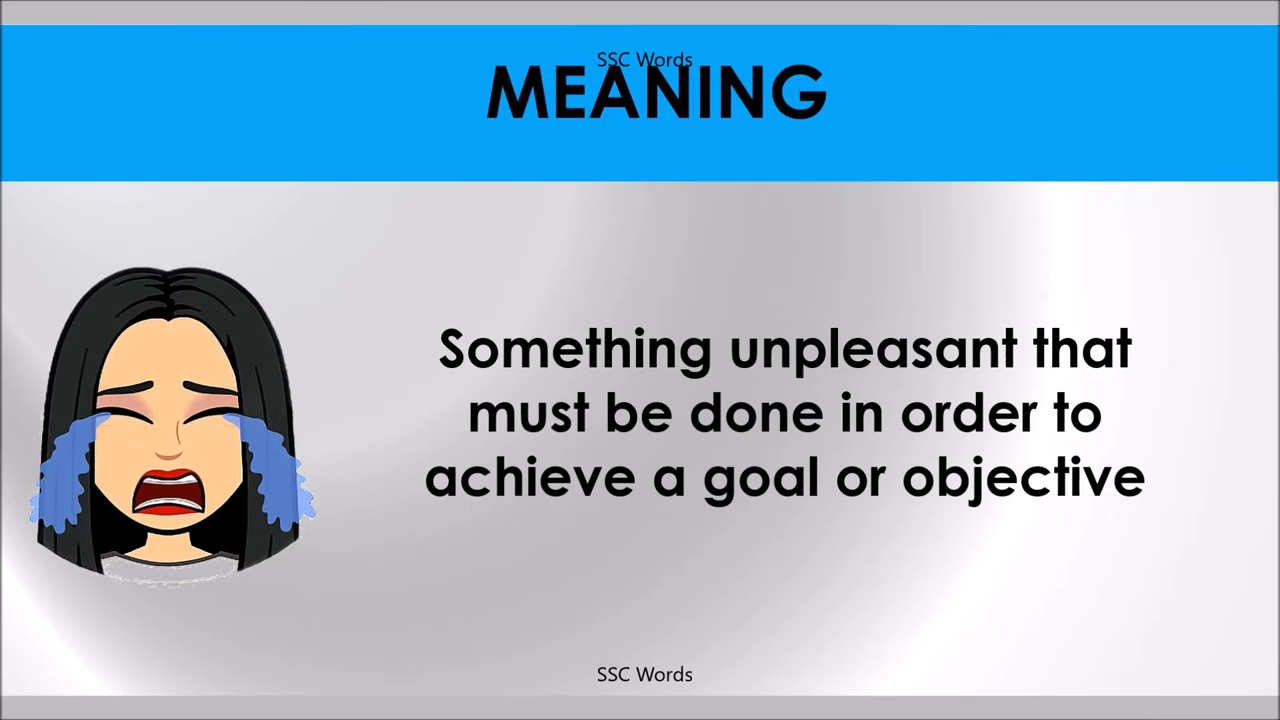 SSC Words
MEANING
Something unpleasant that
must be done in order to
achieve a goal or objective
SSC Words